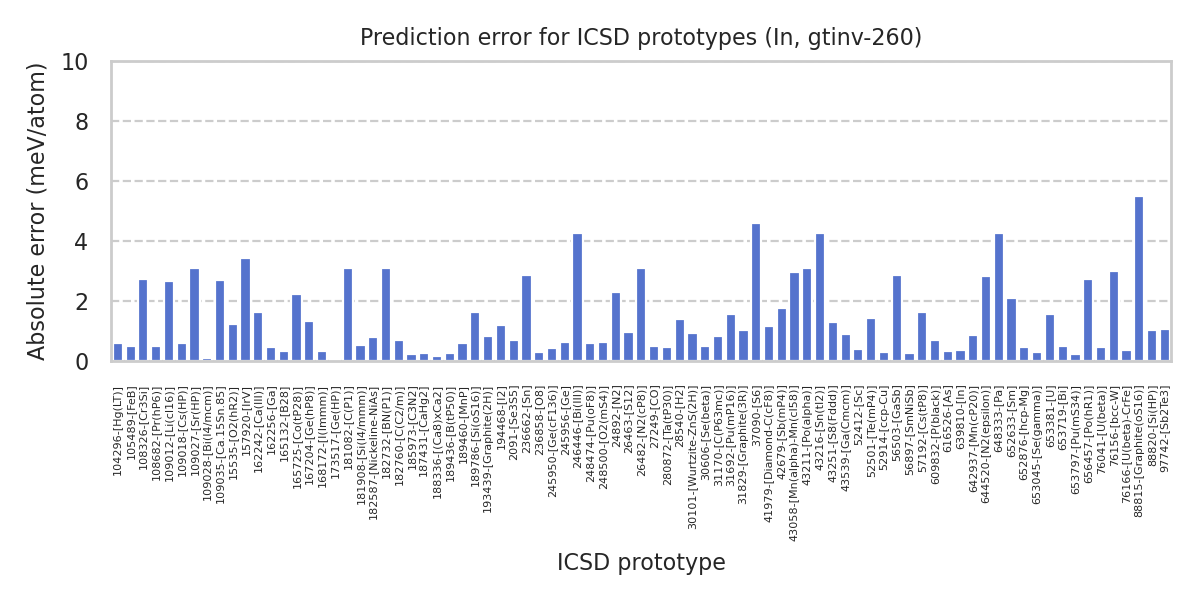 Prediction error for ICSD prototypes (In, gtinv-260)
Absolute error (meV/atom)
10
8
6
4
2
0
104296-[Hg(LT)]
105489-[FeB]
108326-[Cr3Si]
108682-[Pr(hP6)]
109012-[Li(cI16)]
109018-[Cs(HP)]
109027-[Sr(HP)]
109028-[Bi(I4/mcm)]
109035-[Ca.15Sn.85]
15535-[O2(hR2)]
157920-[IrV]
162242-[Ca(III)]
162256-[Ga]
165132-[B28]
165725-[Co(tP28)]
167204-[Ge(hP8)]
168172-[I(Immm)]
173517-[Ge(HP)]
181082-[C(P1)]
181908-[Si(I4/mmm)]
182587-[Nickeline-NiAs]
182732-[BN(P1)]
182760-[C(C2/m)]
185973-[C3N2]
187431-[CaHg2]
188336-[(Ca8)xCa2]
189436-[B(tP50)]
189460-[MnP]
189786-[Si(oS16)]
193439-[Graphite(2H)]
194468-[I2]
2091-[Se3S5]
236662-[Sn]
236858-[O8]
245950-[Ge(cF136)]
245956-[Ge]
246446-[Bi(III)]
248474-[Pu(oF8)]
248500-[O2(mS4)]
24892-[N2]
26463-[S12]
26482-[N2(cP8)]
27249-[CO]
280872-[Ta(tP30)]
28540-[H2]
30101-[Wurtzite-ZnS(2H)]
30606-[Se(beta)]
31170-[C(P63mc)]
31692-[Pu(mP16)]
31829-[Graphite(3R)]
37090-[S6]
41979-[Diamond-C(cF8)]
42679-[Sb(mP4)]
43058-[Mn(alpha)-Mn(cI58)]
43211-[Po(alpha)]
43216-[Sn(tI2)]
43251-[S8(Fddd)]
43539-[Ga(Cmcm)]
52412-[Sc]
52501-[Te(mP4)]
52914-[ccp-Cu]
56503-[GaSb]
56897-[SmNiSb]
57192-[Cs(tP8)]
609832-[P(black)]
616526-[As]
639810-[In]
642937-[Mn(cP20)]
644520-[N2(epsilon)]
648333-[Pa]
652633-[Sm]
652876-[hcp-Mg]
653045-[Se(gamma)]
653381-[U]
653719-[Bi]
653797-[Pu(mS34)]
656457-[Po(hR1)]
76041-[U(beta)]
76156-[bcc-W]
76166-[U(beta)-CrFe]
88815-[Graphite(oS16)]
88820-[Si(HP)]
97742-[Sb2Te3]
ICSD prototype